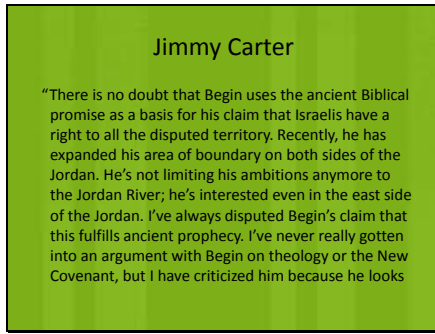 Jimmy Carter
“There is no doubt that Begin uses the ancient Biblical
promise as a basis for his claim that Israelis have a
right to all the disputed territory. Recently, he has
expanded his area of boundary on both sides of the
Jordan. He’s not limiting his ambitions anymore to
the Jordan River; he’s interested even in the east side
of the Jordan. I’ve always disputed Begin’s claim that
this fulfills ancient prophecy. I’ve never really gotten
into an argument with Begin on theology or the New
Covenant, but I have criticized him because he looks